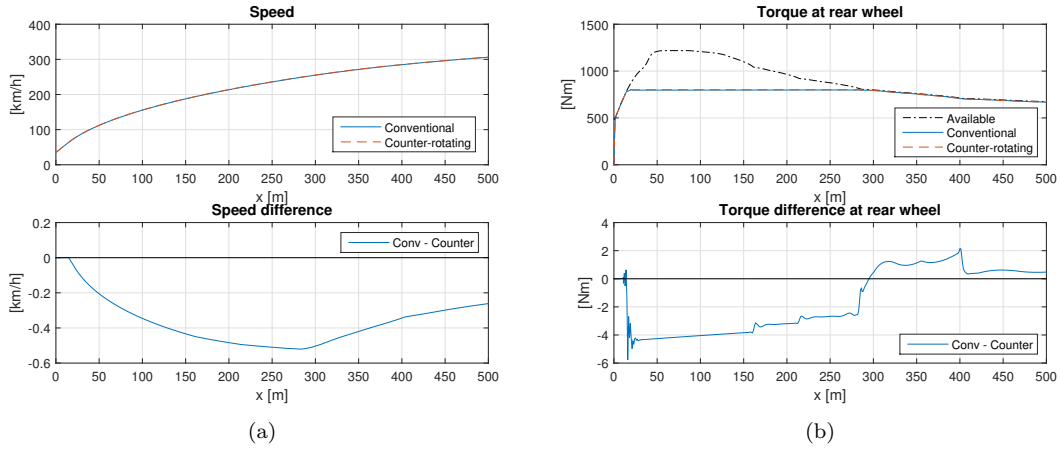 Speed
[km/h]
400
300
200
100
0
Conventional
Counter-rotating
0 50 100 150 200 250 300 350 400 450 500
x [m]
Speed difference
[km/h]
0.2
0
-0.2
-0.4
-0.6
Conv - Counter
0 50 100 150 200 250 300 350 400 450 500
x [m]
(a)
Torque at rear wheel
[Nm]
1500
1000
500
0
Available
Conventional
Counter-rotating
0 50 100 150 200 250 300 350 400 450 500
x [m]
Torque difference at rear wheel
[Nm]
4
2
0
-2
-4
-6
Conv - Counter
0 50 100 150 200 250 300 350 400 450 500
x [m]
(b)